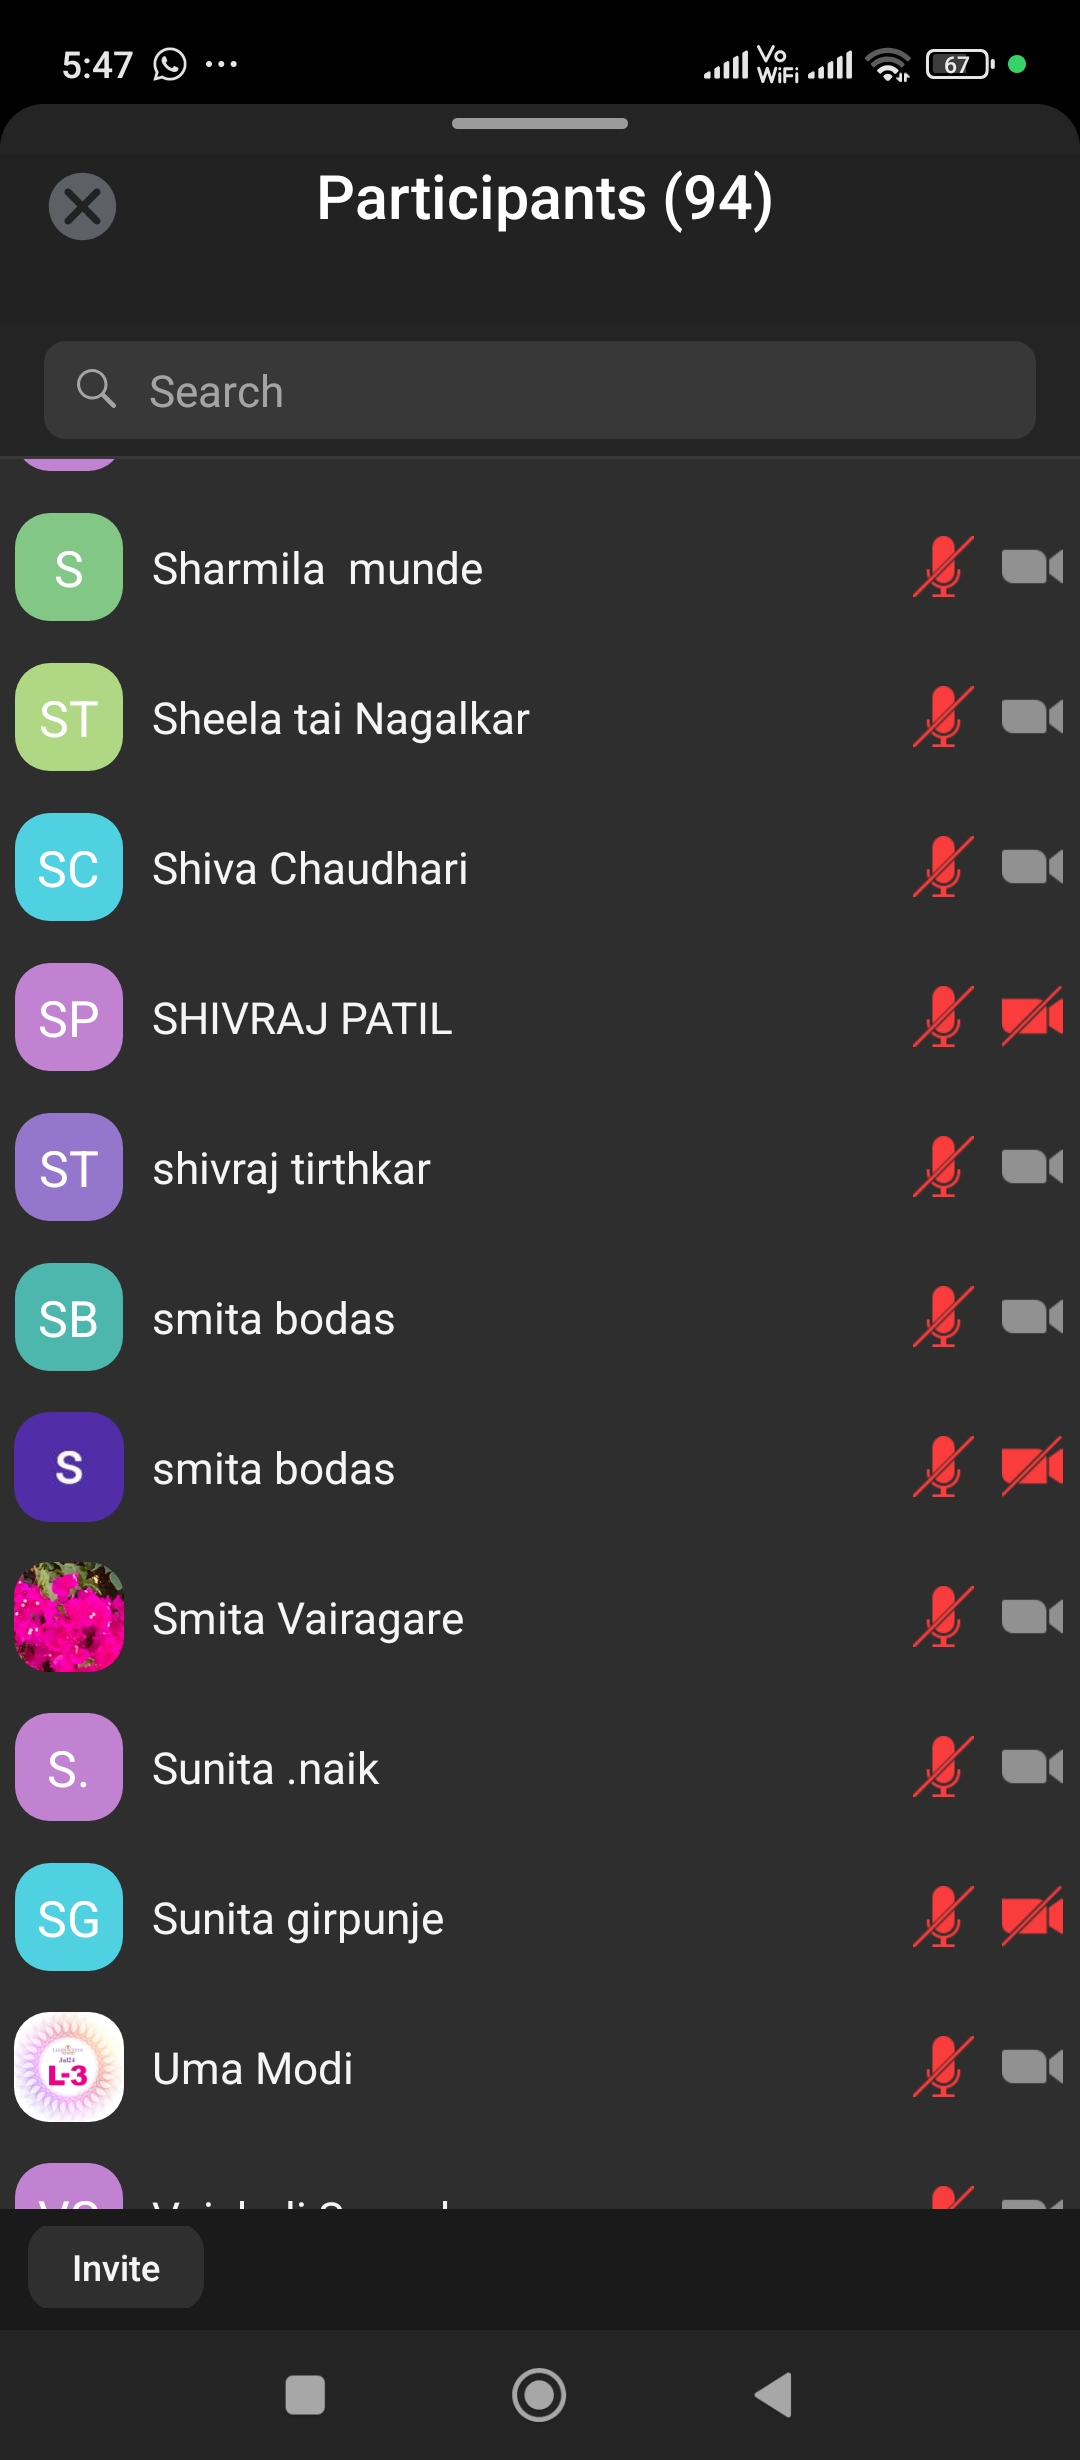 5:47
Vo
WiFi
67
Participants (94)
Search
S
Sharmila  munde
ST
Sheela tai Nagalkar
SC
Shiva Chaudhari
SP
SHIVRAJ PATIL
ST
shivraj tirthkar
SB
smita bodas
S
smita bodas
Smita Vairagare
S.
Sunita .naik
SG
Sunita girpunje
Jul24
L-3
Uma Modi
Invite